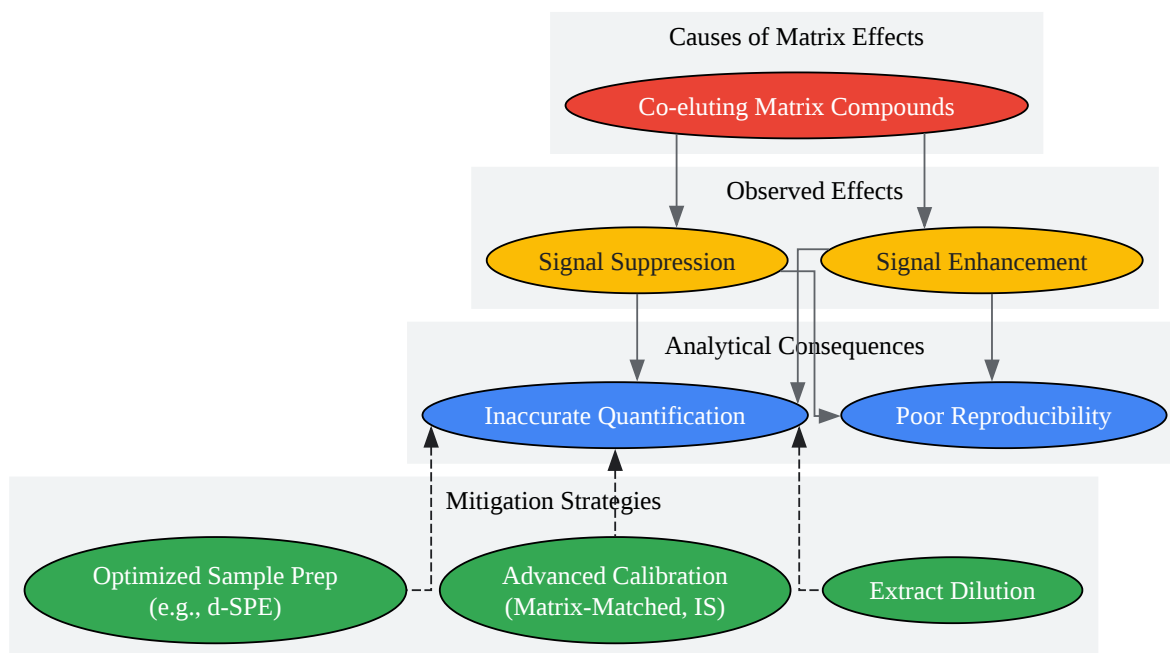 Causes of Matrix Effects
Co-eluting Matrix Compounds
Observed Effects
Signal Suppression
Signal Enhancement
Analytical Consequences
Inaccurate Quantification
Poor Reproducibility
Mitigation Strategies
Optimized Sample Prep
(e.g., d-SPE)
Advanced Calibration
(Matrix-Matched, IS)
Extract Dilution